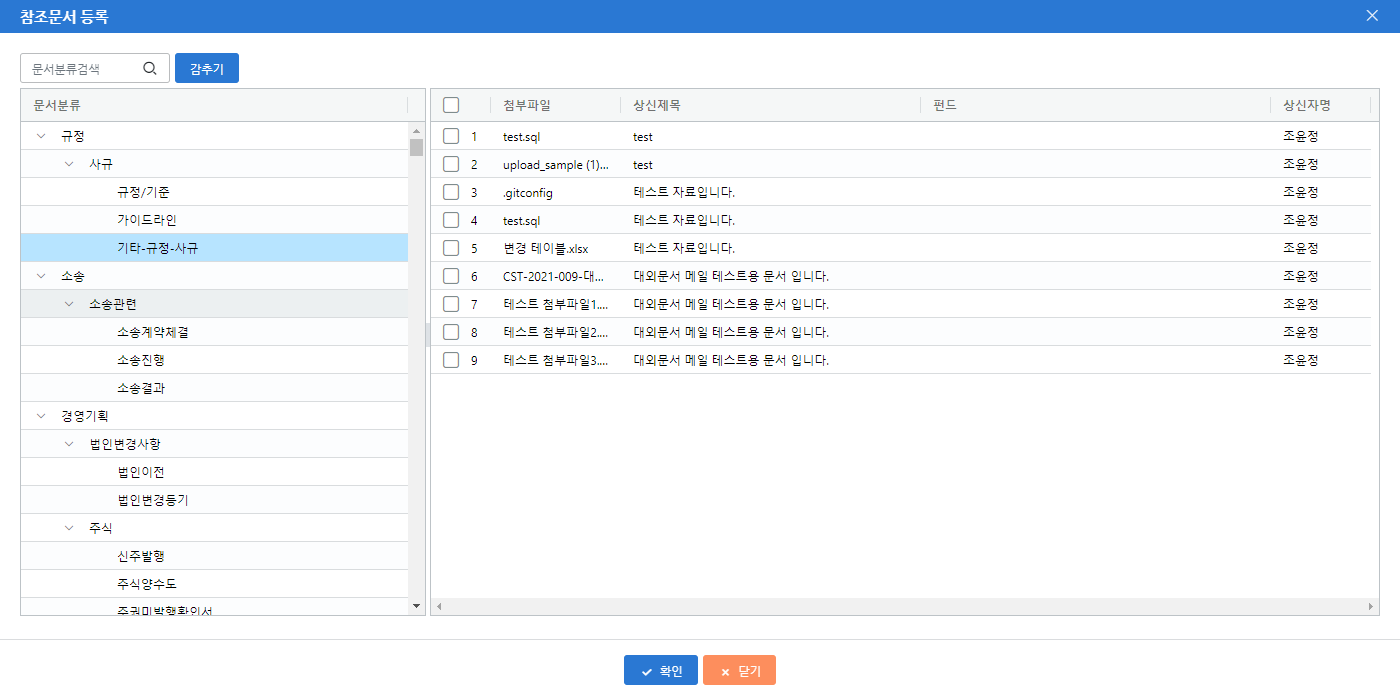 참조문서 등록
문서분류검색 감추기
문서분류
규정
사규
규정/기준
가이드라인
기타-규정-사규
소송
소송관련
소송계약체결
소송진행
소송결과
경영기획
법인변경사항
법인이전
법인변경등기
주식
신주발행
주식양수도
주권미발행확인서
첨부파일 상신제목 펀드 상신자명
1 test.sql test 조윤정
2 upload_sample (1)... test 조윤정
3 .gitconfig 테스트 자료입니다. 조윤정
4 test.sql 테스트 자료입니다. 조윤정
5 변경 테이블.xlsx 테스트 자료입니다. 조윤정
6 CST-2021-009-대... 대외문서 메일 테스트용 문서 입니다. 조윤정
7 테스트 첨부파일1.... 대외문서 메일 테스트용 문서 입니다. 조윤정
8 테스트 첨부파일2.... 대외문서 메일 테스트용 문서 입니다. 조윤정
9 테스트 첨부파일3.... 대외문서 메일 테스트용 문서 입니다. 조윤정
확인 닫기